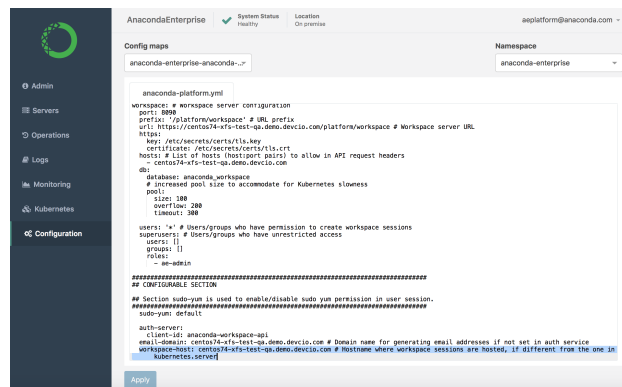 AnacondaEnterprise
System Status
Healthy
Location
On premise
aeplatform@anaconda.com
Config maps
Namespace
anaconda-enterprise-anaconda-...
anaconda-enterprise
Admin
Servers
Operations
Logs
Monitoring
Kubernetes
Configuration
anaconda-platform.yml
workspace: # Workspace server configuration
port: 8090
prefix: '/platform/workspace' # URL prefix
url: https://centos74-xfs-test-qa.demo.devcio.com/platform/workspace # Workspace server URL
https:
key: /etc/secrets/certs/tls.key
certificate: /etc/secrets/certs/tls.crt
hosts: # List of hosts (host:port pairs) to allow in API request headers
- centos74-xfs-test-qa.demo.devcio.com
db:
database: anaconda_workspace
# increased pool size to accommodate for Kubernetes slowness
pool:
size: 100
overflow: 200
timeout: 300
users: '*' # Users/groups who have permission to create workspace sessions
superusers: # Users/groups who have unrestricted access
users: []
groups: []
roles:
- ae-admin
################################################################################
## CONFIGURABLE SECTION
## Section sudo-yum is used to enable/disable sudo yum permission in user session.
################################################################################
sudo-yum: default
auth-server:
client-id: anaconda-workspace-api
email-domain: centos74-xfs-test-qa.demo.devcio.com # Domain name for generating email addresses if not set in auth service
workspace-host: centos74-xfs-test-qa.demo.devcio.com # Hostname where workspace sessions are hosted, if different from the one in
kubernetes.server
Apply